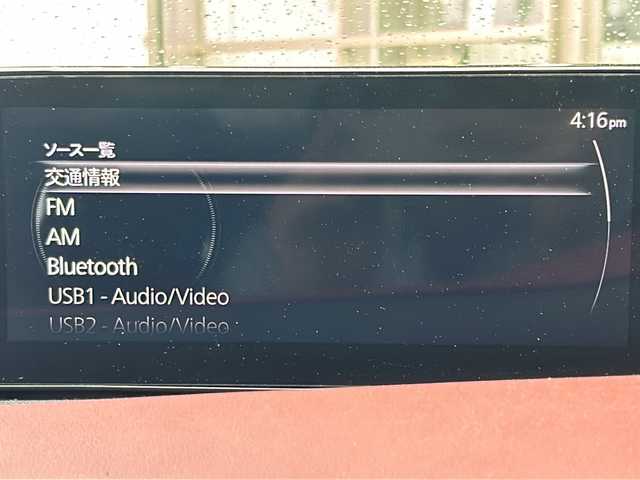 4:16pm
ソース一覧
交通情報
FM
AM
Bluetooth
USB1 - Audio/Video
USB2 - Audio/Video